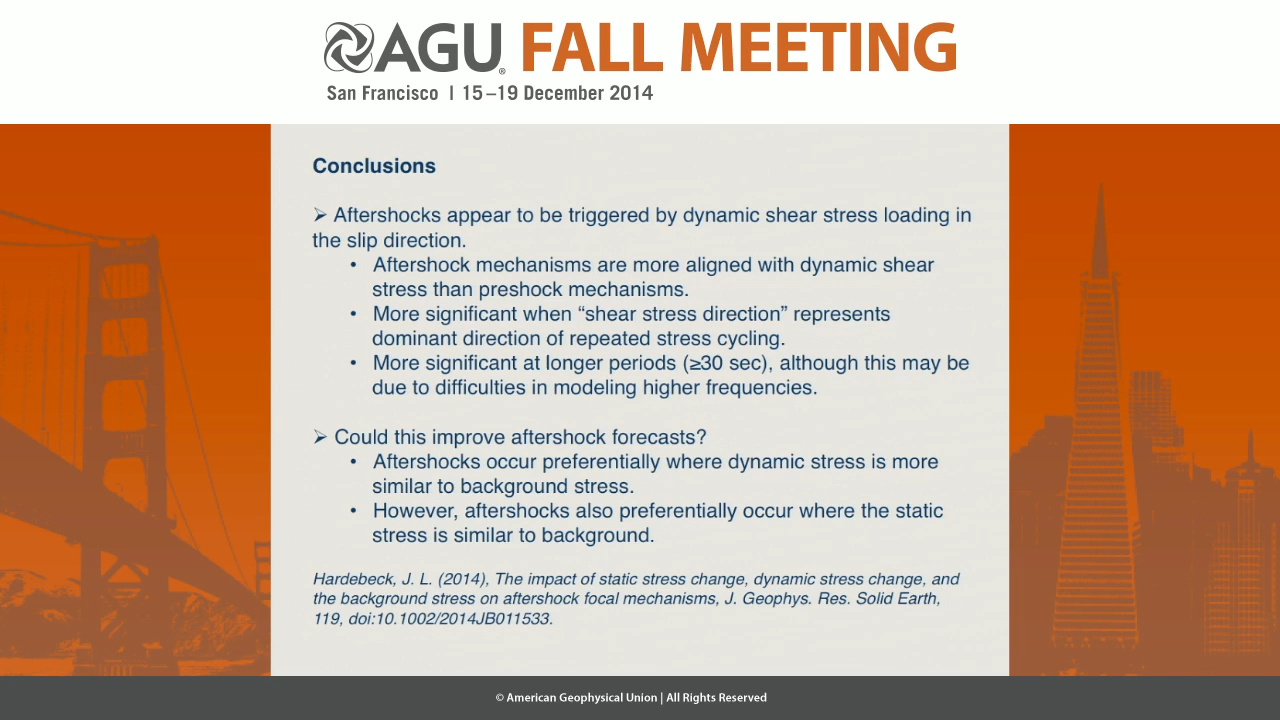 AGU® FALL MEETING
San Francisco | 15–19 December 2014
Conclusions
➢ Aftershocks appear to be triggered by dynamic shear stress loading in
the slip direction.
• Aftershock mechanisms are more aligned with dynamic shear
stress than preshock mechanisms.
• More significant when “shear stress direction” represents
dominant direction of repeated stress cycling.
• More significant at longer periods (≥30 sec), although this may be
due to difficulties in modeling higher frequencies.
➢ Could this improve aftershock forecasts?
• Aftershocks occur preferentially where dynamic stress is more
similar to background stress.
• However, aftershocks also preferentially occur where the static
stress is similar to background.
Hardebeck, J. L. (2014), The impact of static stress change, dynamic stress change, and
the background stress on aftershock focal mechanisms, J. Geophys. Res. Solid Earth,
119, doi:10.1002/2014JB011533.
© American Geophysical Union | All Rights Reserved